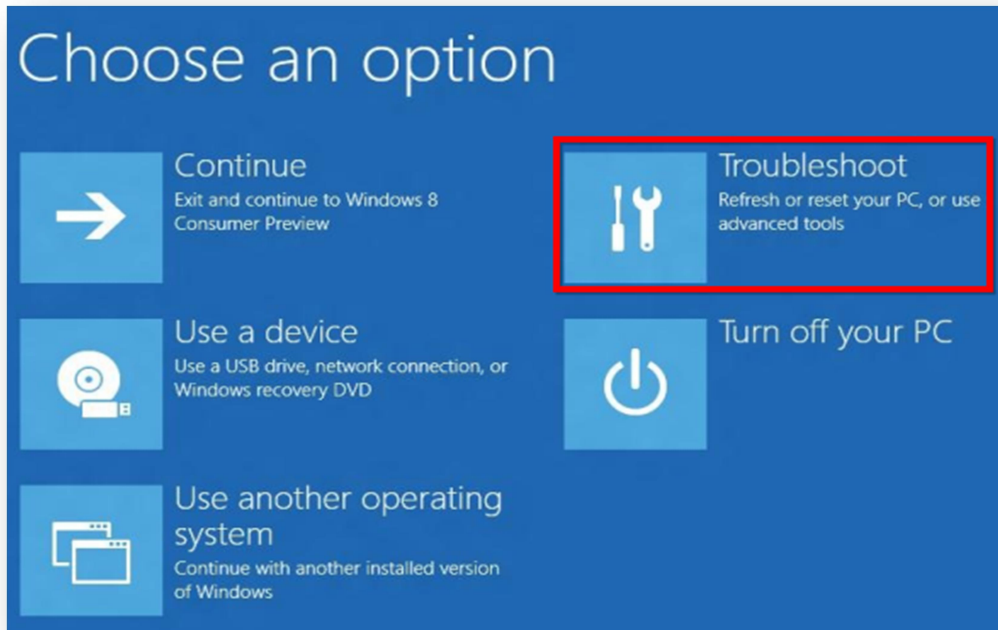 Choose an option
Continue
Exit and continue to Windows 8
Consumer Preview
Troubleshoot
Refresh or reset your PC, or use
advanced tools
Use a device
Use a USB drive, network connection, or
Windows recovery DVD
Turn off your PC
Use another operating
system
Continue with another installed version
of Windows